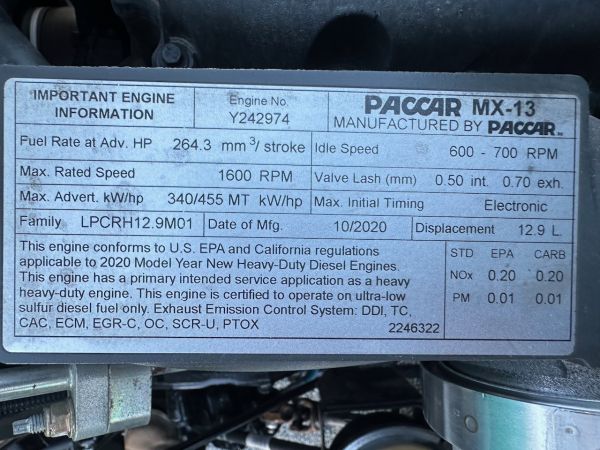 IMPORTANT ENGINE INFORMATION
Engine No.
Y242974
PACCAR MX-13
MANUFACTURED BY PACCAR INC
Fuel Rate at Adv. HP 264.3 mm³/ stroke
Idle Speed 600 - 700 RPM
Max. Rated Speed 1600 RPM
Valve Lash (mm) 0.50 int. 0.70 exh.
Max. Advert. kW/hp 340/455 MT kW/hp
Max. Initial Timing Electronic
Family LPCRH12.9M01
Date of Mfg. 10/2020
Displacement 12.9 L.
This engine conforms to U.S. EPA and California regulations
applicable to 2020 Model Year New Heavy-Duty Diesel Engines.
This engine has a primary intended service application as a heavy
heavy-duty engine. This engine is certified to operate on ultra-low
sulfur diesel fuel only. Exhaust Emission Control System: DDI, TC,
CAC, ECM, EGR-C, OC, SCR-U, PTOX
2246322
STD EPA CARB
NOx 0.20 0.20
PM 0.01 0.01